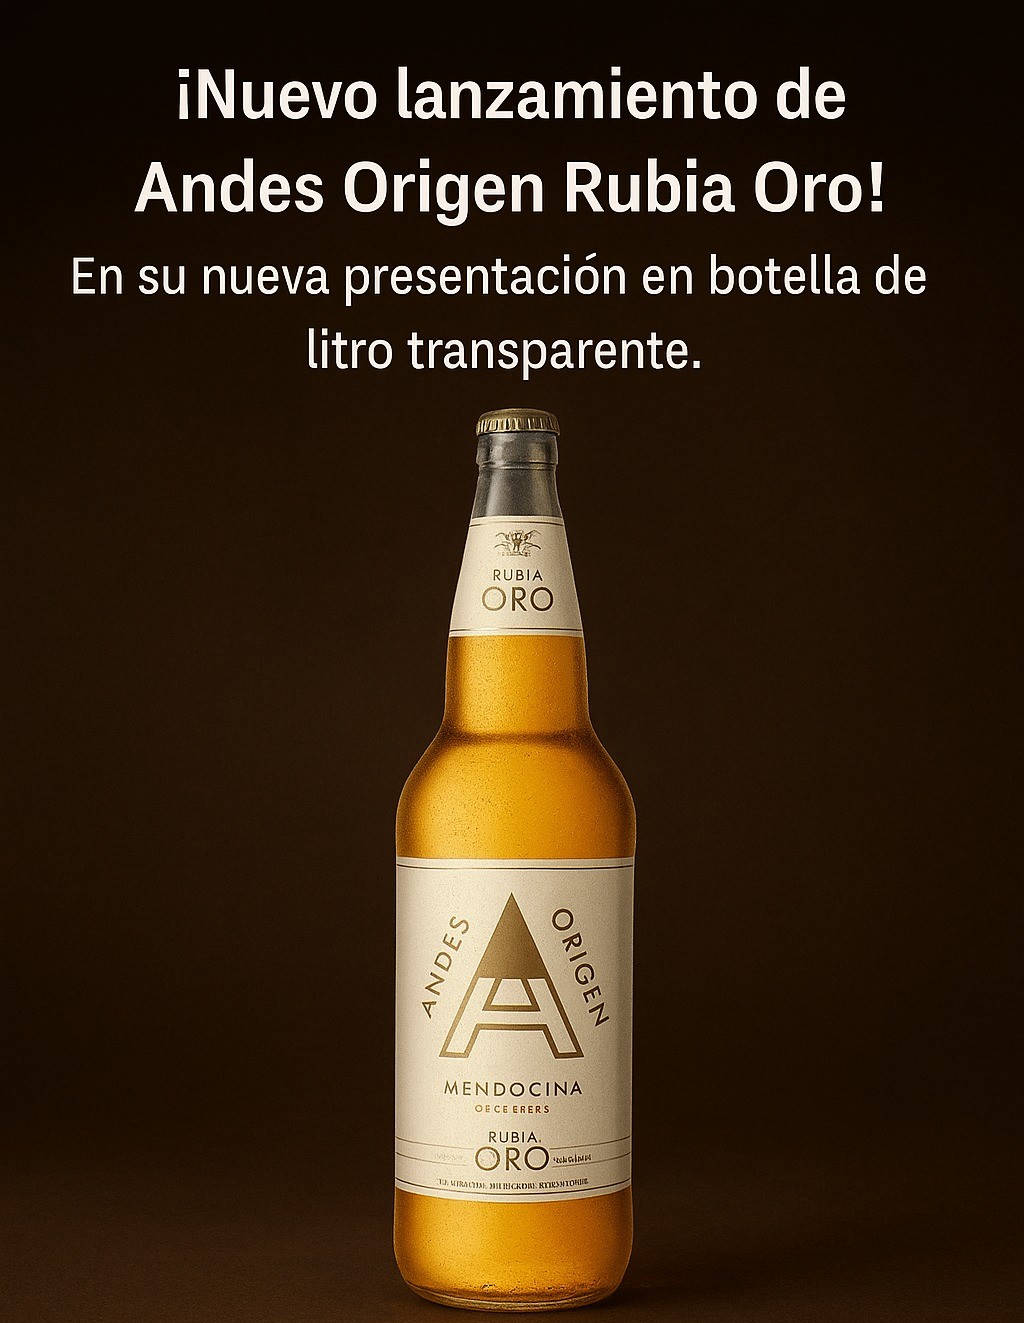 ¡Nuevo lanzamiento de
Andes Origen Rubia Oro!
En su nueva presentación en botella de
litro transparente.
RUBIA
ORO
ANDES ORIGEN
MENDOCINA
RUBIA.
ORO